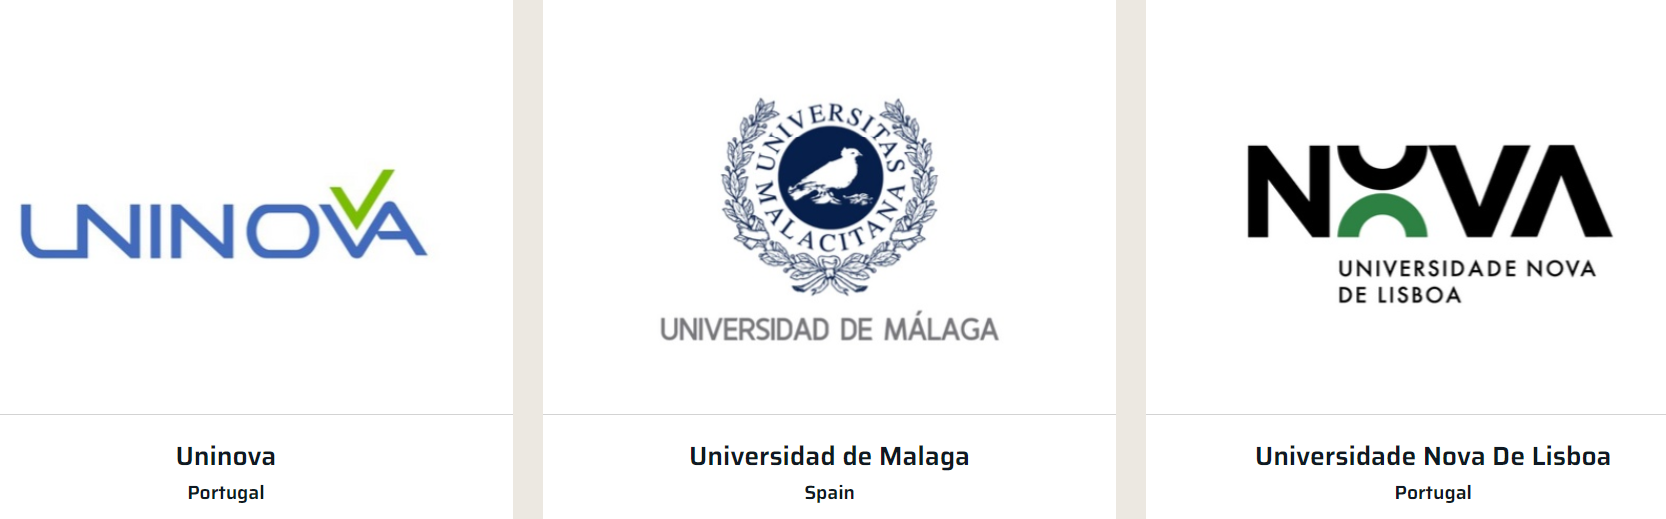 UNINOVA
Uninova
Portugal
UNIVERSITAS MALACITANA
UNIVERSIDAD DE MÁLAGA
Universidad de Malaga
Spain
NOVA
UNIVERSIDADE NOVA
DE LISBOA
Universidade Nova De Lisboa
Portugal